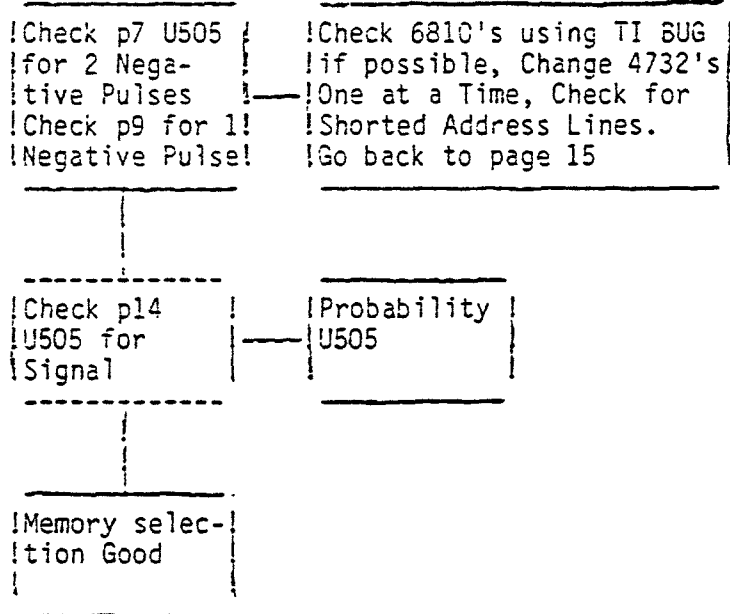 Check p7 U505
for 2 Nega-
tive Pulses
Check p9 for 1
Negative Pulse
Check 6810's using TI BUG
if possible, Change 4732's
One at a Time, Check for
Shorted Address Lines.
Go back to page 15
Check p14
U505 for
Signal
Probability
U505
Memory selec-
tion Good